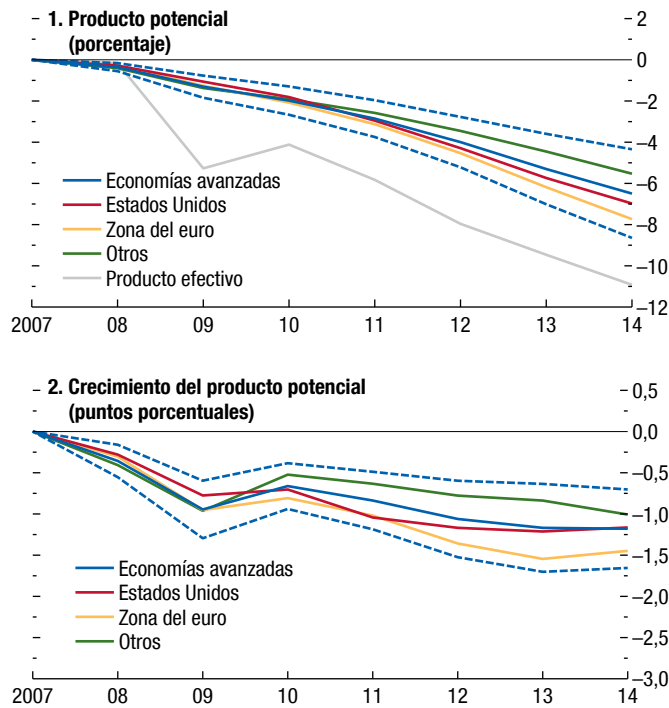 1. Producto potencial
(porcentaje)
2
0
–2
–4
–6
–8
–10
–12
Economías avanzadas
Estados Unidos
Zona del euro
Otros
Producto efectivo
2007 08 09 10 11 12 13 14
2. Crecimiento del producto potencial
(puntos porcentuales)
0,5
0,0
–0,5
–1,0
–1,5
–2,0
–2,5
–3,0
Economías avanzadas
Estados Unidos
Zona del euro
Otros
2007 08 09 10 11 12 13 14